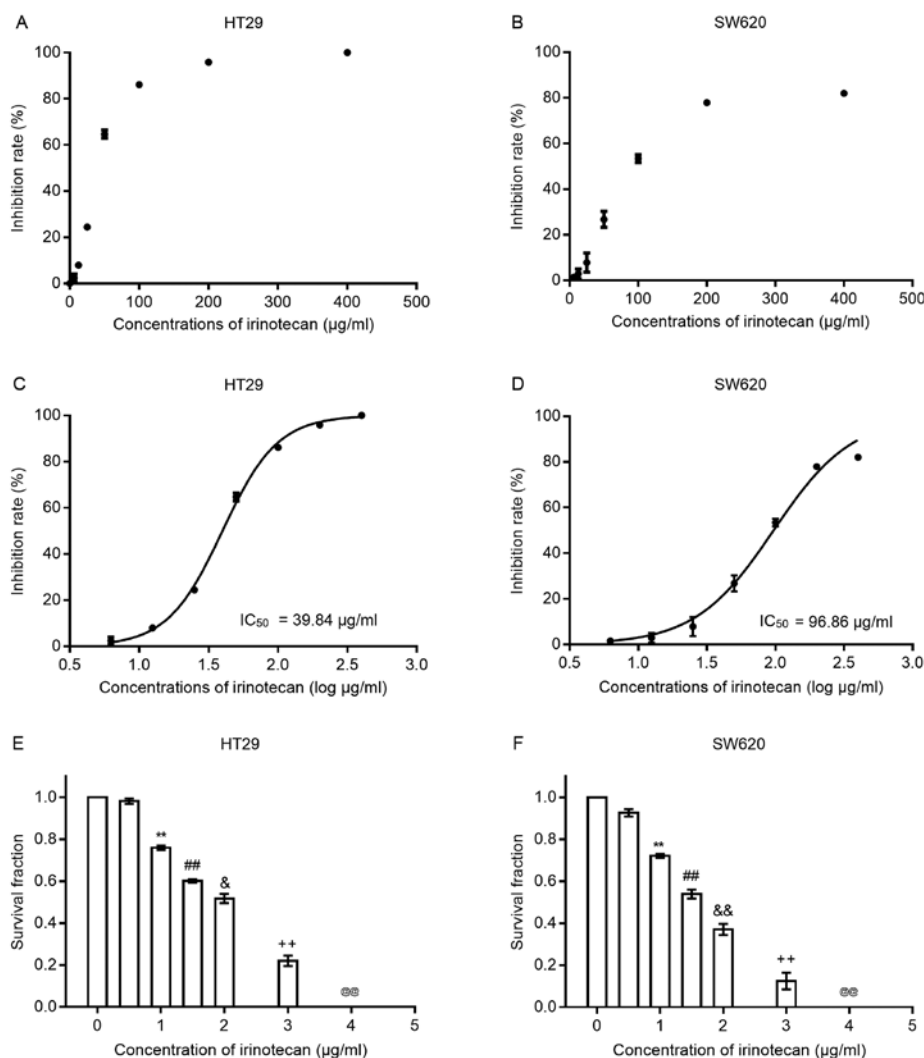 A HT29
Inhibition rate (%)
100
80
60
40
20
0
0 100 200 300 400 500
Concentrations of irinotecan (µg/ml)
B SW620
Inhibition rate (%)
100
80
60
40
20
0
0 100 200 300 400 500
Concentrations of irinotecan (µg/ml)
C HT29
Inhibition rate (%)
100
80
60
40
20
0
IC50 = 39.84 µg/ml
0.5 1.0 1.5 2.0 2.5 3.0
Concentrations of irinotecan (log µg/ml)
D SW620
Inhibition rate (%)
100
80
60
40
20
0
IC50 = 96.86 µg/ml
0.5 1.0 1.5 2.0 2.5 3.0
Concentrations of irinotecan (log µg/ml)
E HT29
Survival fraction
1.0
0.8
0.6
0.4
0.2
0.0
** ## & ++ @@
0 1 2 3 4 5
Concentration of irinotecan (µg/ml)
F SW620
Survival fraction
1.0
0.8
0.6
0.4
0.2
0.0
** ## && ++ @@
0 1 2 3 4 5
Concentration of irinotecan (µg/ml)